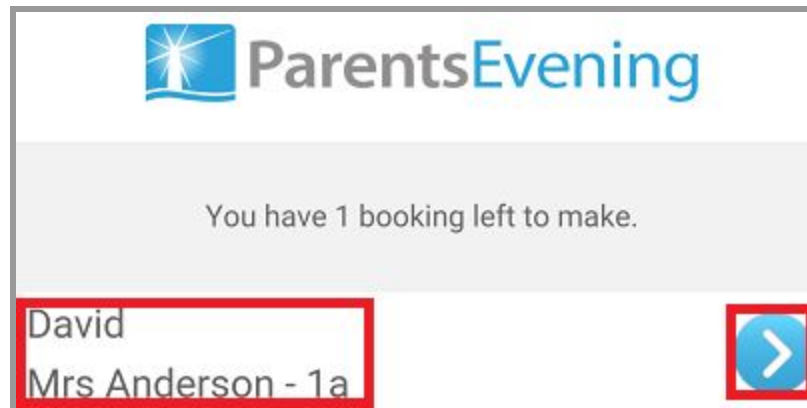 ParentsEvening
You have 1 booking left to make.
David
Mrs Anderson - 1a